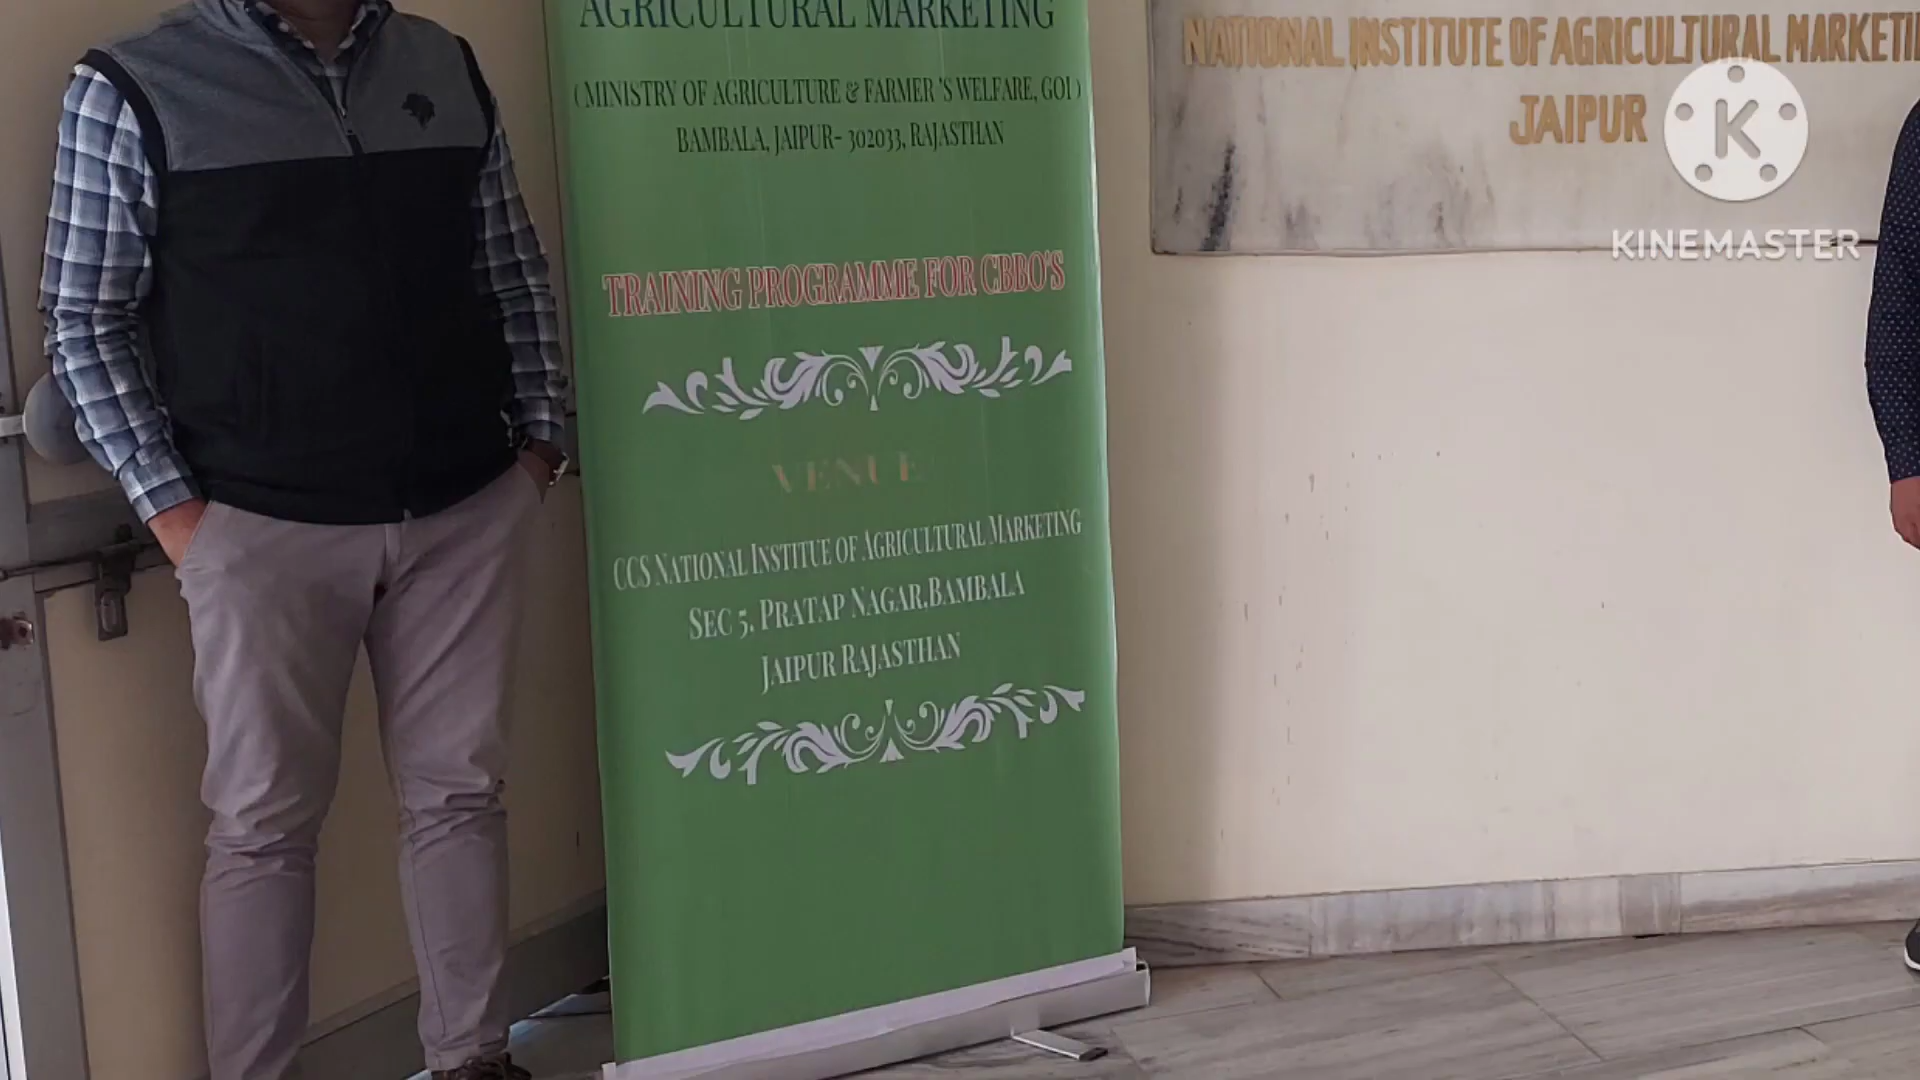 AGRICULTURAL MARKETING
( MINISTRY OF AGRICULTURE & FARMER 'S WELFARE, GOI )
BAMBALA, JAIPUR- 302033, RAJASTHAN
TRAINING PROGRAMME FOR CBBO'S
VENUE
CCS NATIONAL INSTITUE OF AGRICULTURAL MARKETING
SEC 5, PRATAP NAGAR,BAMBALA
JAIPUR RAJASTHAN
NATIONAL INSTITUTE OF AGRICULTURAL MARKETI
JAIPUR
K
KINEMASTER